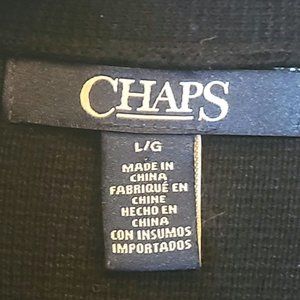 CHAPS
L/G
MADE IN
CHINA
FABRIQUÉ EN
CHINE
HECHO EN
CHINA
CON INSUMOS
IMPORTADOS